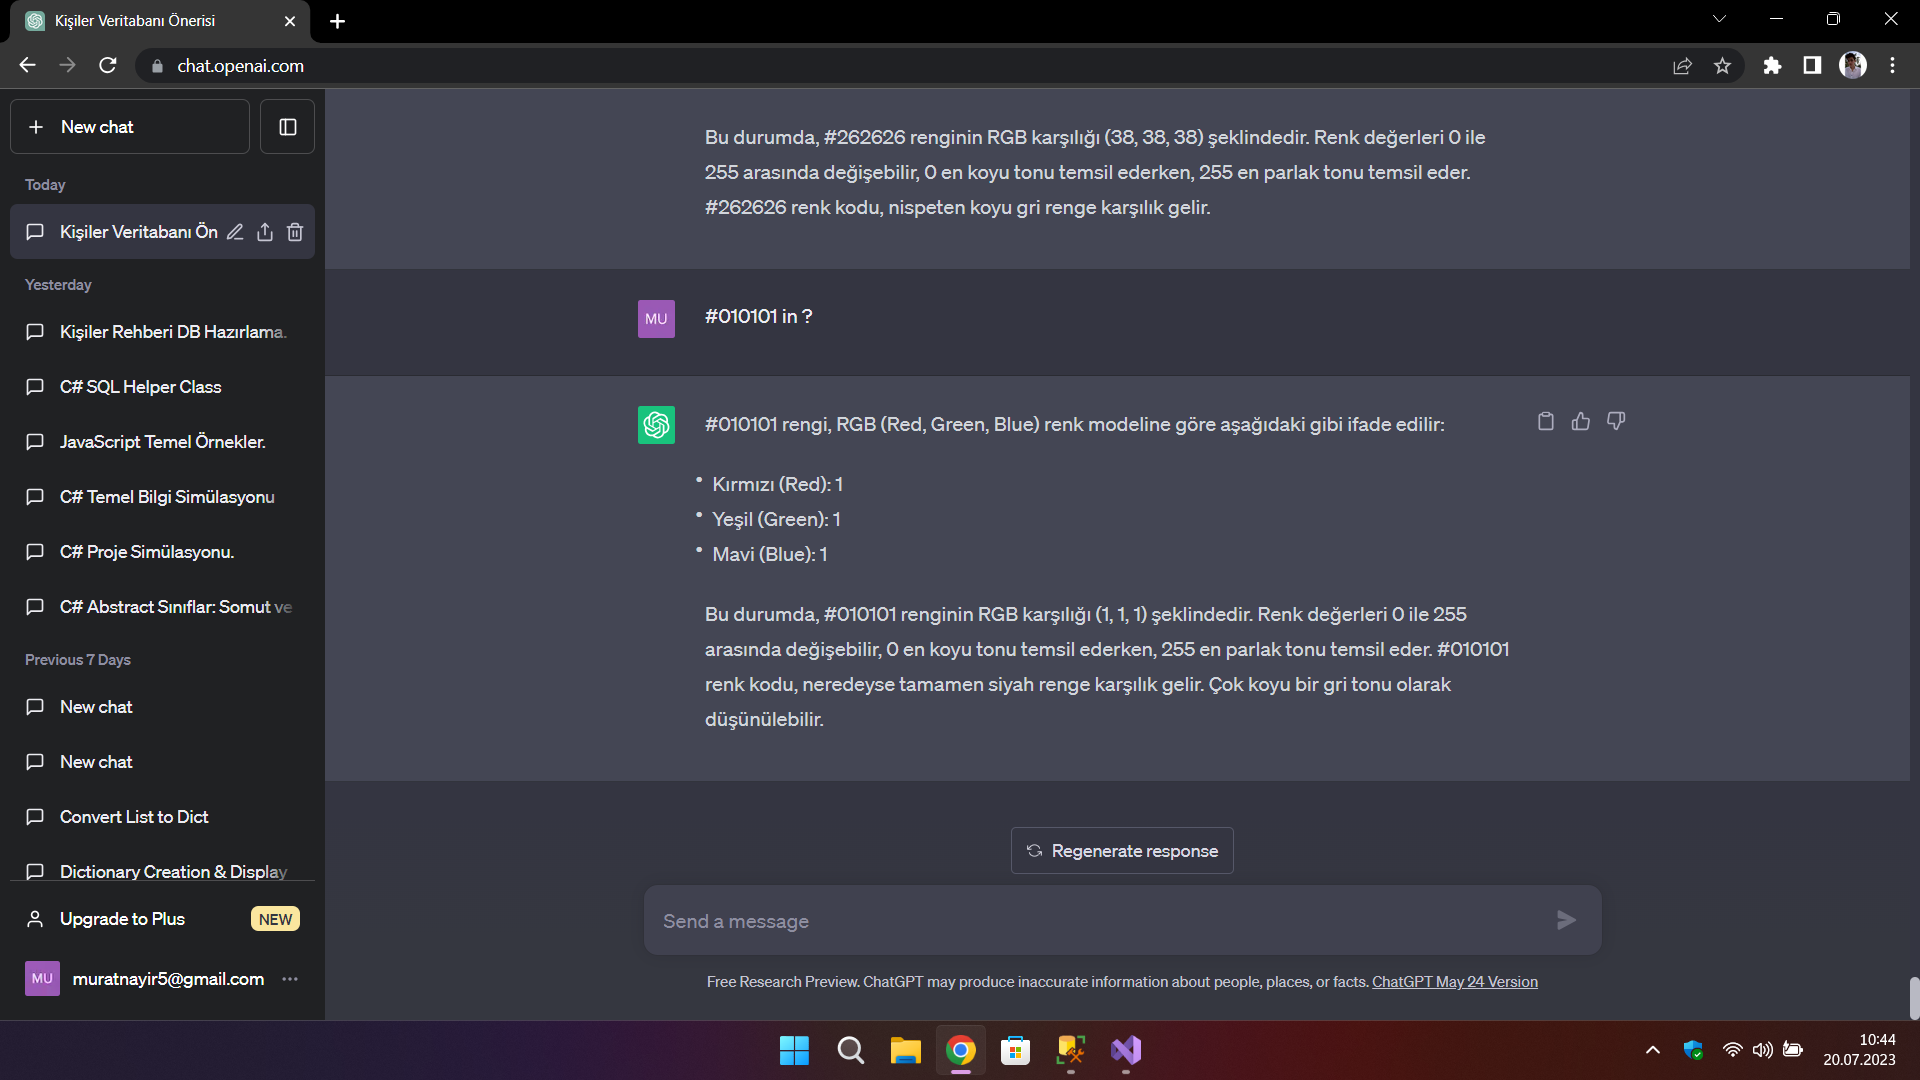 Kişiler Veritabanı Önerisi
chat.openai.com
New chat
Today
Kişiler Veritabanı Ön
Yesterday
Kişiler Rehberi DB Hazırlama.
C# SQL Helper Class
JavaScript Temel Örnekler.
C# Temel Bilgi Simülasyonu
C# Proje Simülasyonu.
C# Abstract Sınıflar: Somut ve
Previous 7 Days
New chat
New chat
Convert List to Dict
Dictionary Creation & Display
Upgrade to Plus
NEW
MU
muratnayir5@gmail.com
Bu durumda, #262626 renginin RGB karşılığı (38, 38, 38) şeklindedir. Renk değerleri 0 ile
255 arasında değişebilir, 0 en koyu tonu temsil ederken, 255 en parlak tonu temsil eder.
#262626 renk kodu, nispeten koyu gri renge karşılık gelir.
MU
#010101 in ?
#010101 rengi, RGB (Red, Green, Blue) renk modeline göre aşağıdaki gibi ifade edilir:
• Kırmızı (Red): 1
• Yeşil (Green): 1
• Mavi (Blue): 1
Bu durumda, #010101 renginin RGB karşılığı (1, 1, 1) şeklindedir. Renk değerleri 0 ile 255
arasında değişebilir, 0 en koyu tonu temsil ederken, 255 en parlak tonu temsil eder. #010101
renk kodu, neredeyse tamamen siyah renge karşılık gelir. Çok koyu bir gri tonu olarak
düşünülebilir.
Regenerate response
Send a message
Free Research Preview. ChatGPT may produce inaccurate information about people, places, or facts. ChatGPT May 24 Version
10:44
20.07.2023